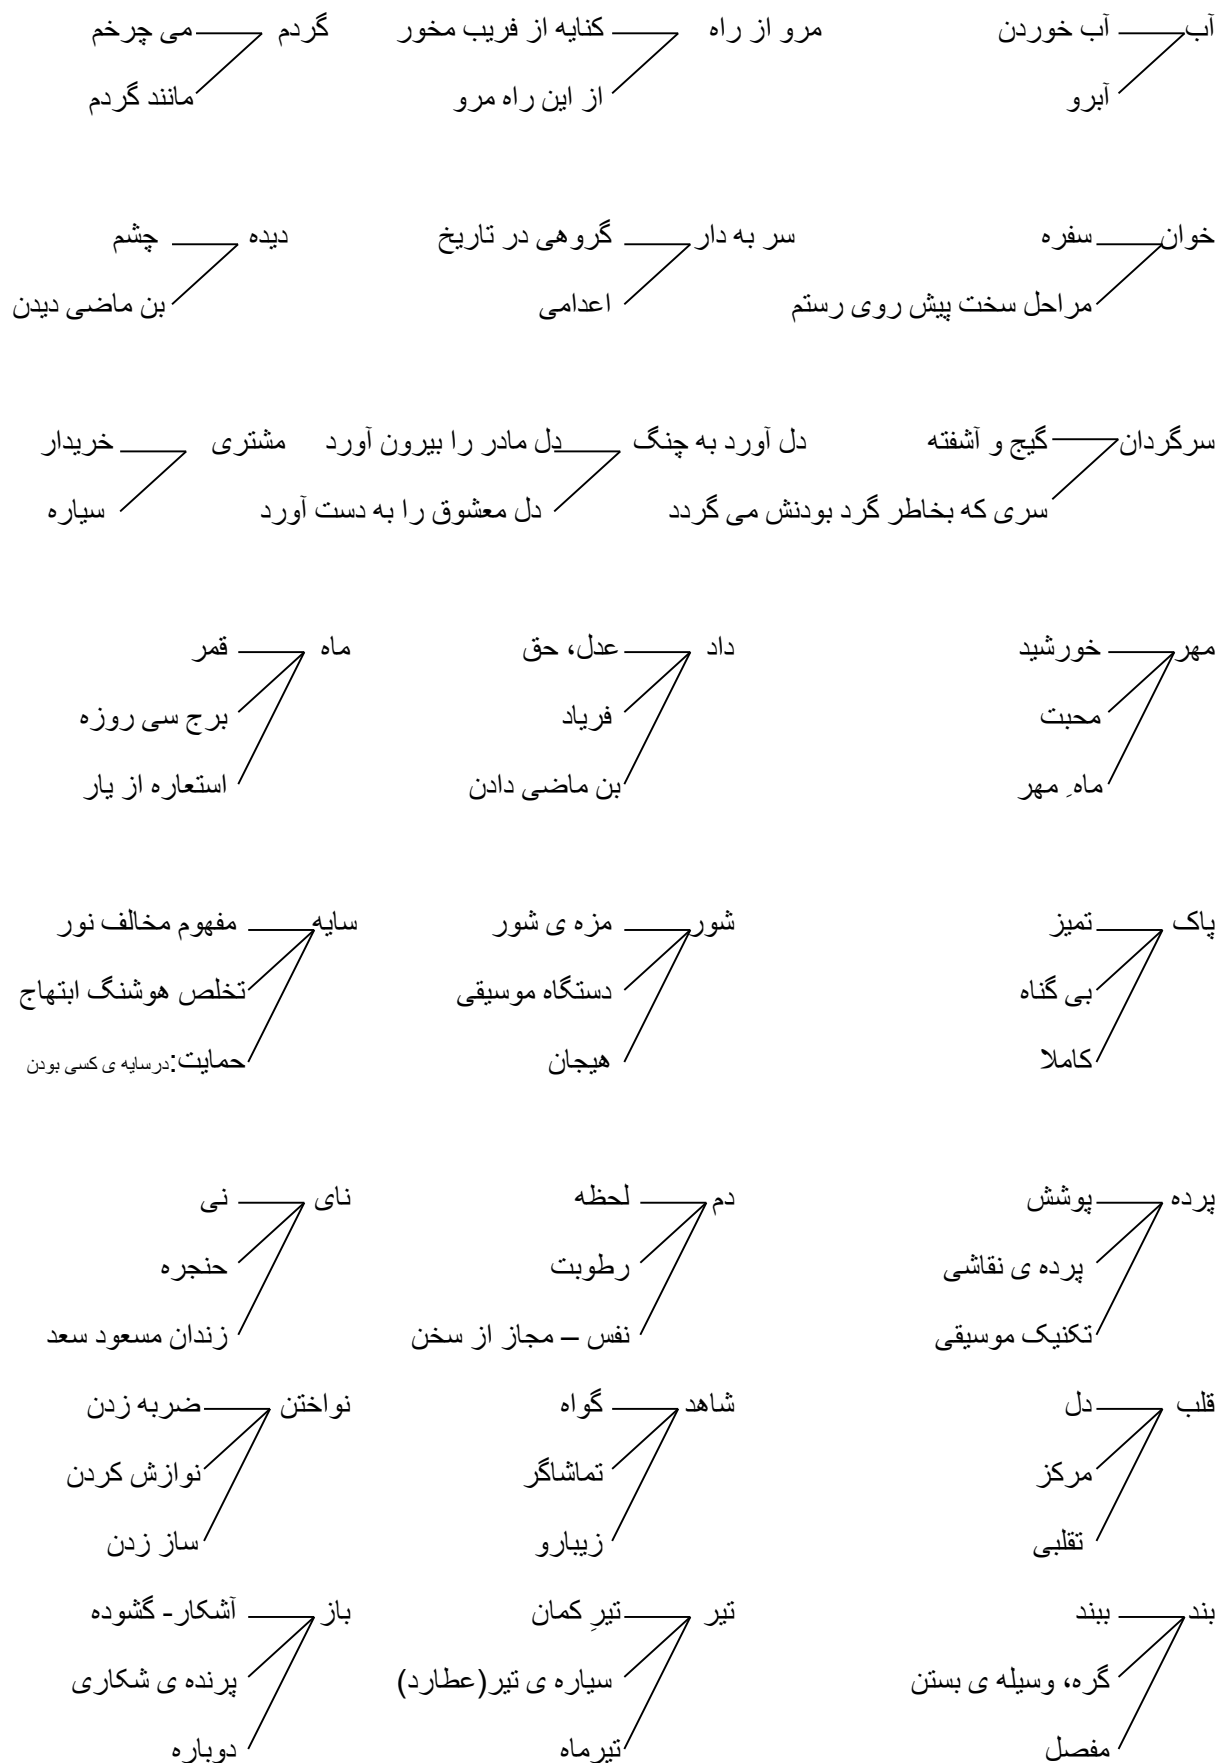 آب آب خوردن مرو از راه کنایه از فریب مخور گردم می چرخم
آبرو از این راه مرو مانند گردم
خوان سفره سر به دار گروهی در تاریخ دیده چشم
مراحل سخت پیش روی رستم اعدامی بن ماضی دیدن
سرگردان گیج و آشفته دل آورد به چنگ دل مادر را بیرون آورد مشتری خریدار
سری که بخاطر گرد بودنش می گردد دل معشوق را به دست آورد سیاره
مهر خورشید داد عدل، حق ماه قمر
محبت فریاد برج سی روزه
ماهِ مهر بن ماضی دادن استعاره از یار
پاک تمیز شور مزه ی شور سایه مفهوم مخالف نور
بی گناه دستگاه موسیقی تخلص هوشنگ ابتهاج
کاملا هیجان حمایت:درسایه ی کسی بودن
پرده پوشش دم لحظه نای نی
پرده ی نقاشی رطوبت حنجره
تکنیک موسیقی نفس – مجاز از سخن زندان مسعود سعد
قلب دل شاهد گواه نواختن ضربه زدن
مرکز تماشاگر نوازش کردن
تقلبی زیبارو ساز زدن
بند ببند تیر تیرِ کمان باز آشکار- گشوده
گره، وسیله ی بستن سیاره ی تیر(عطارد) پرنده ی شکاری
مفصل تیرماه دوباره